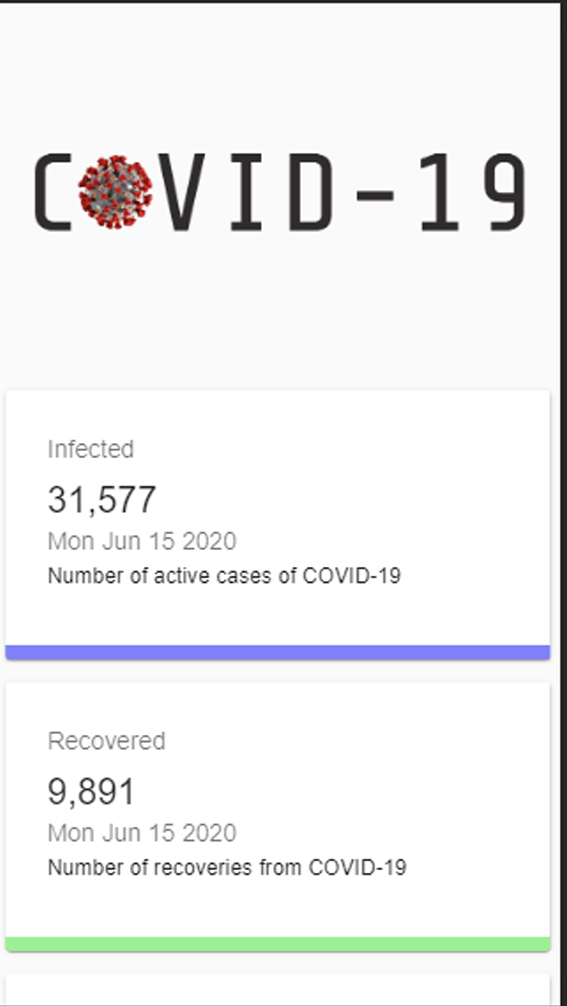 COVID-19
Infected
31,577
Mon Jun 15 2020
Number of active cases of COVID-19
Recovered
9,891
Mon Jun 15 2020
Number of recoveries from COVID-19